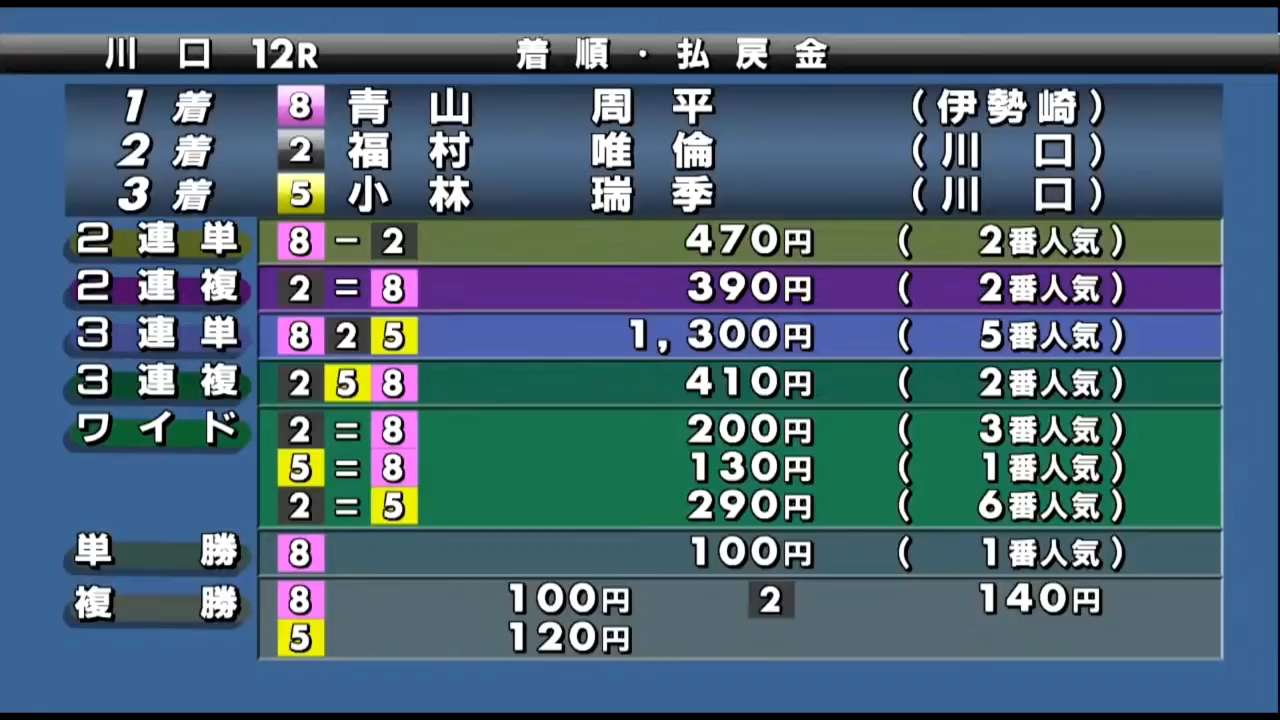 川口 12R 着順・払戻金
1着 8 青山 周平 (伊勢崎)
2着 2 福村 唯倫 (川口)
3着 5 小林 瑞季 (川口)
2連単 8 - 2 470円 (2番人気)
2連複 2 = 8 390円 (2番人気)
3連単 8 2 5 1,300円 (5番人気)
3連複 2 5 8 410円 (2番人気)
ワイド 2 = 8 200円 (3番人気)
5 = 8 130円 (1番人気)
2 = 5 290円 (6番人気)
単勝 8 100円 (1番人気)
複勝 8 100円 2 140円
5 120円